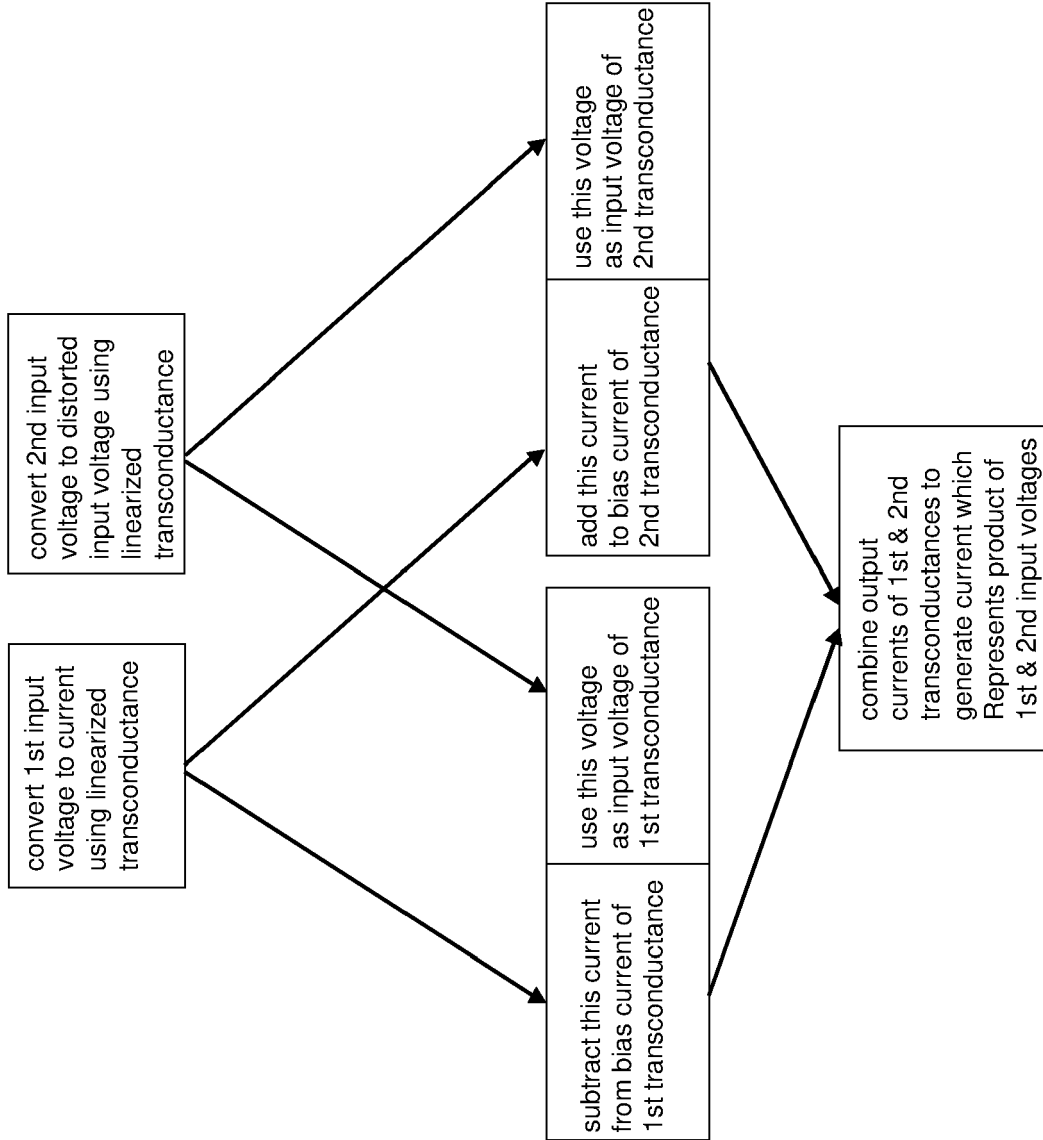 convert 1st input
voltage to current
using linearized
transconductance
convert 2nd input
voltage to distorted
input voltage using
linearized
transconductance
subtract this current
from bias current of
1st transconductance
use this voltage
as input voltage of
1st transconductance
add this current
to bias current of
2nd transconductance
use this voltage
as input voltage of
2nd transconductance
combine output
currents of 1st & 2nd
transconductances to
generate current which
Represents product of
1st & 2nd input voltages